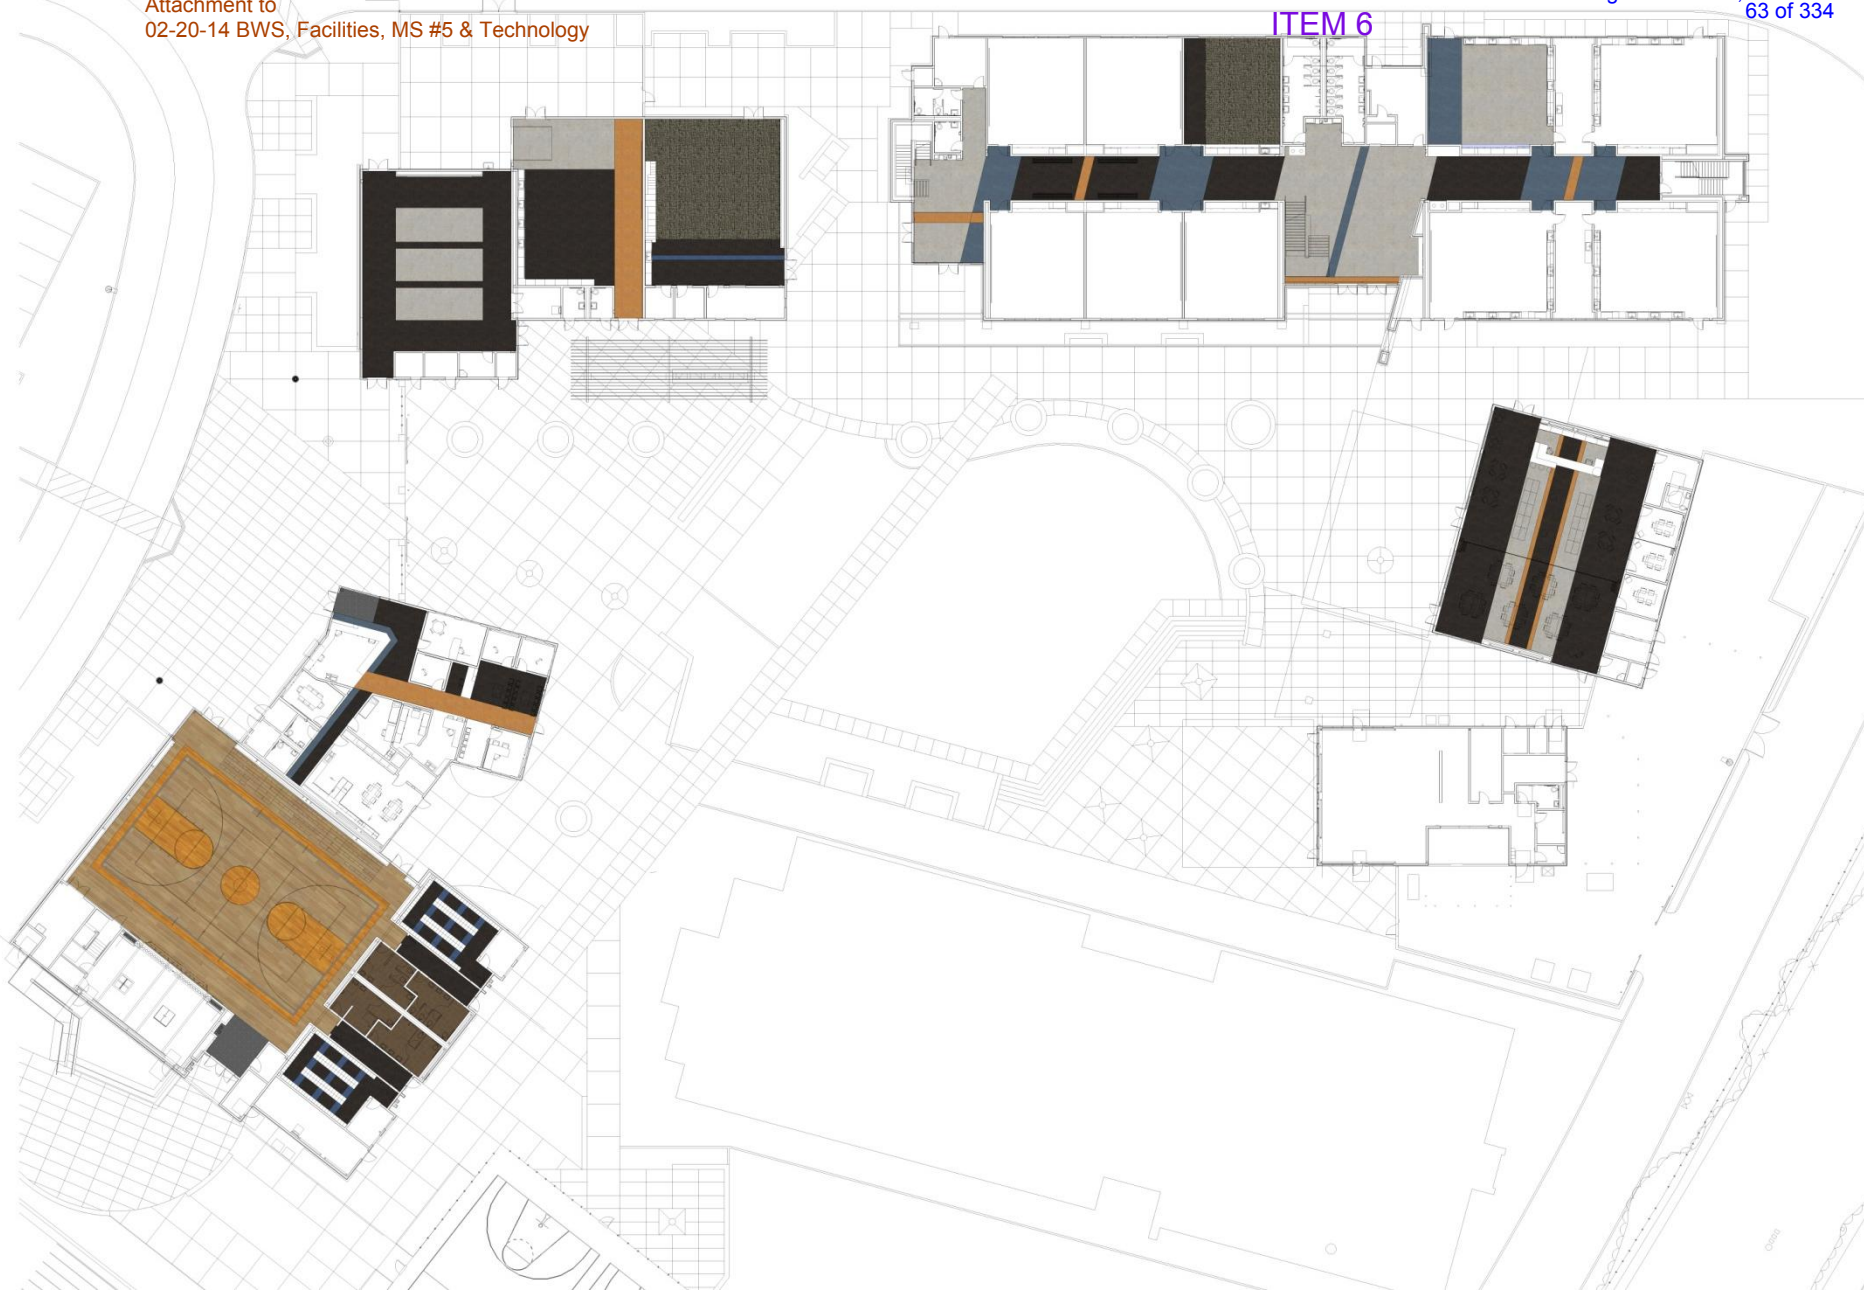 Attachment to
02-20-14 BWS, Facilities, MS #5 & Technology
ITEM 6
63 of 334